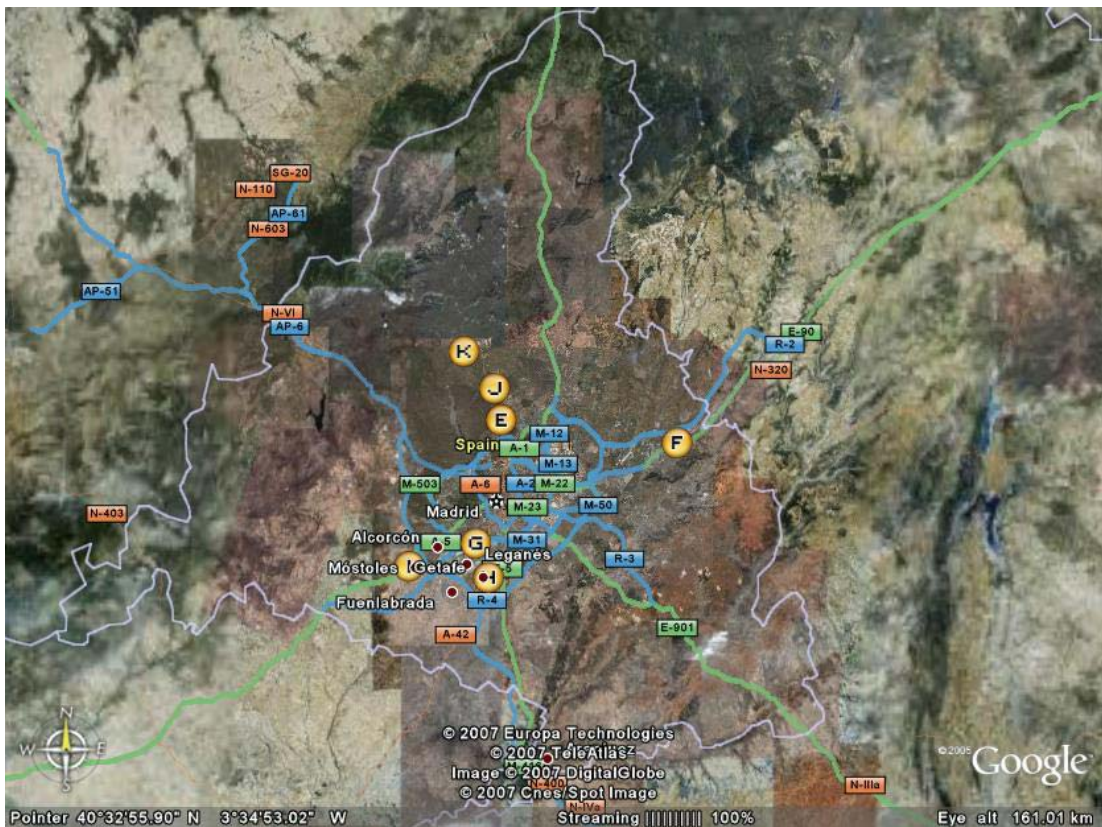 SG-20
N-110
AP-61
N-603
AP-51
N-VI
AP-6
E-90
R-2
N-320
K
J
E
F
Spain
M-12
A-1
M-13
M-503
A-6
A-2
M-22
N-403
Madrid
M-23
M-50
Alcorcón
A-5
G
M-31
Leganés
R-3
Móstoles
Getafe
H
Fuenlabrada
R-4
A-42
E-901
© 2007 Europa Technologies
© 2007 TeleAtlas
Image © 2007 DigitalGlobe
N-400
© 2007 Cnes/Spot Image
N-IVa
N-IIIa
N
W E
S
©2005 Google
Pointer 40°32'55.90" N 3°34'53.02" W Streaming |||||||||| 100% Eye alt 161.01 km